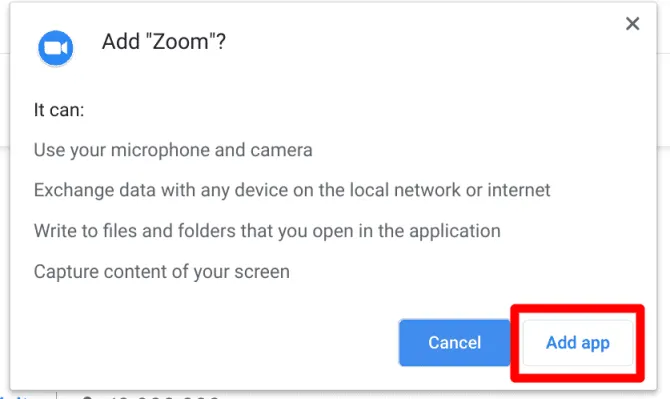 Add "Zoom"?
It can:
Use your microphone and camera
Exchange data with any device on the local network or internet
Write to files and folders that you open in the application
Capture content of your screen
Cancel Add app